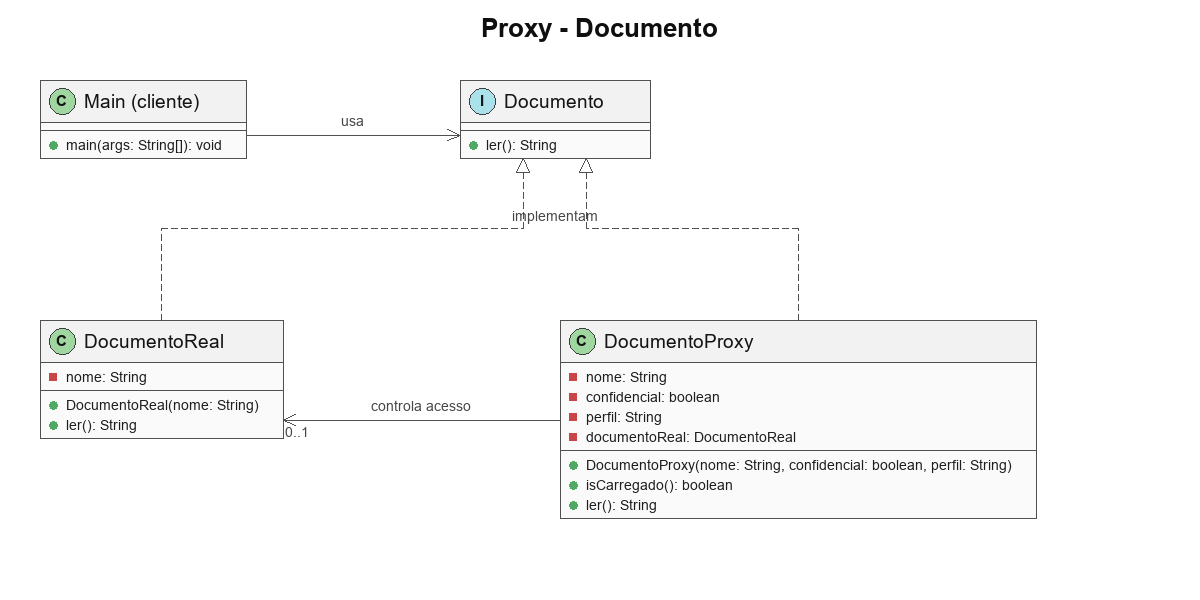 Proxy - Documento
C Main (cliente)
main(args: String[]): void
usa
I Documento
ler(): String
implementam
C DocumentoReal
nome: String
DocumentoReal(nome: String)
ler(): String
controla acesso
0..1
C DocumentoProxy
nome: String
confidencial: boolean
perfil: String
documentoReal: DocumentoReal
DocumentoProxy(nome: String, confidencial: boolean, perfil: String)
isCarregado(): boolean
ler(): String